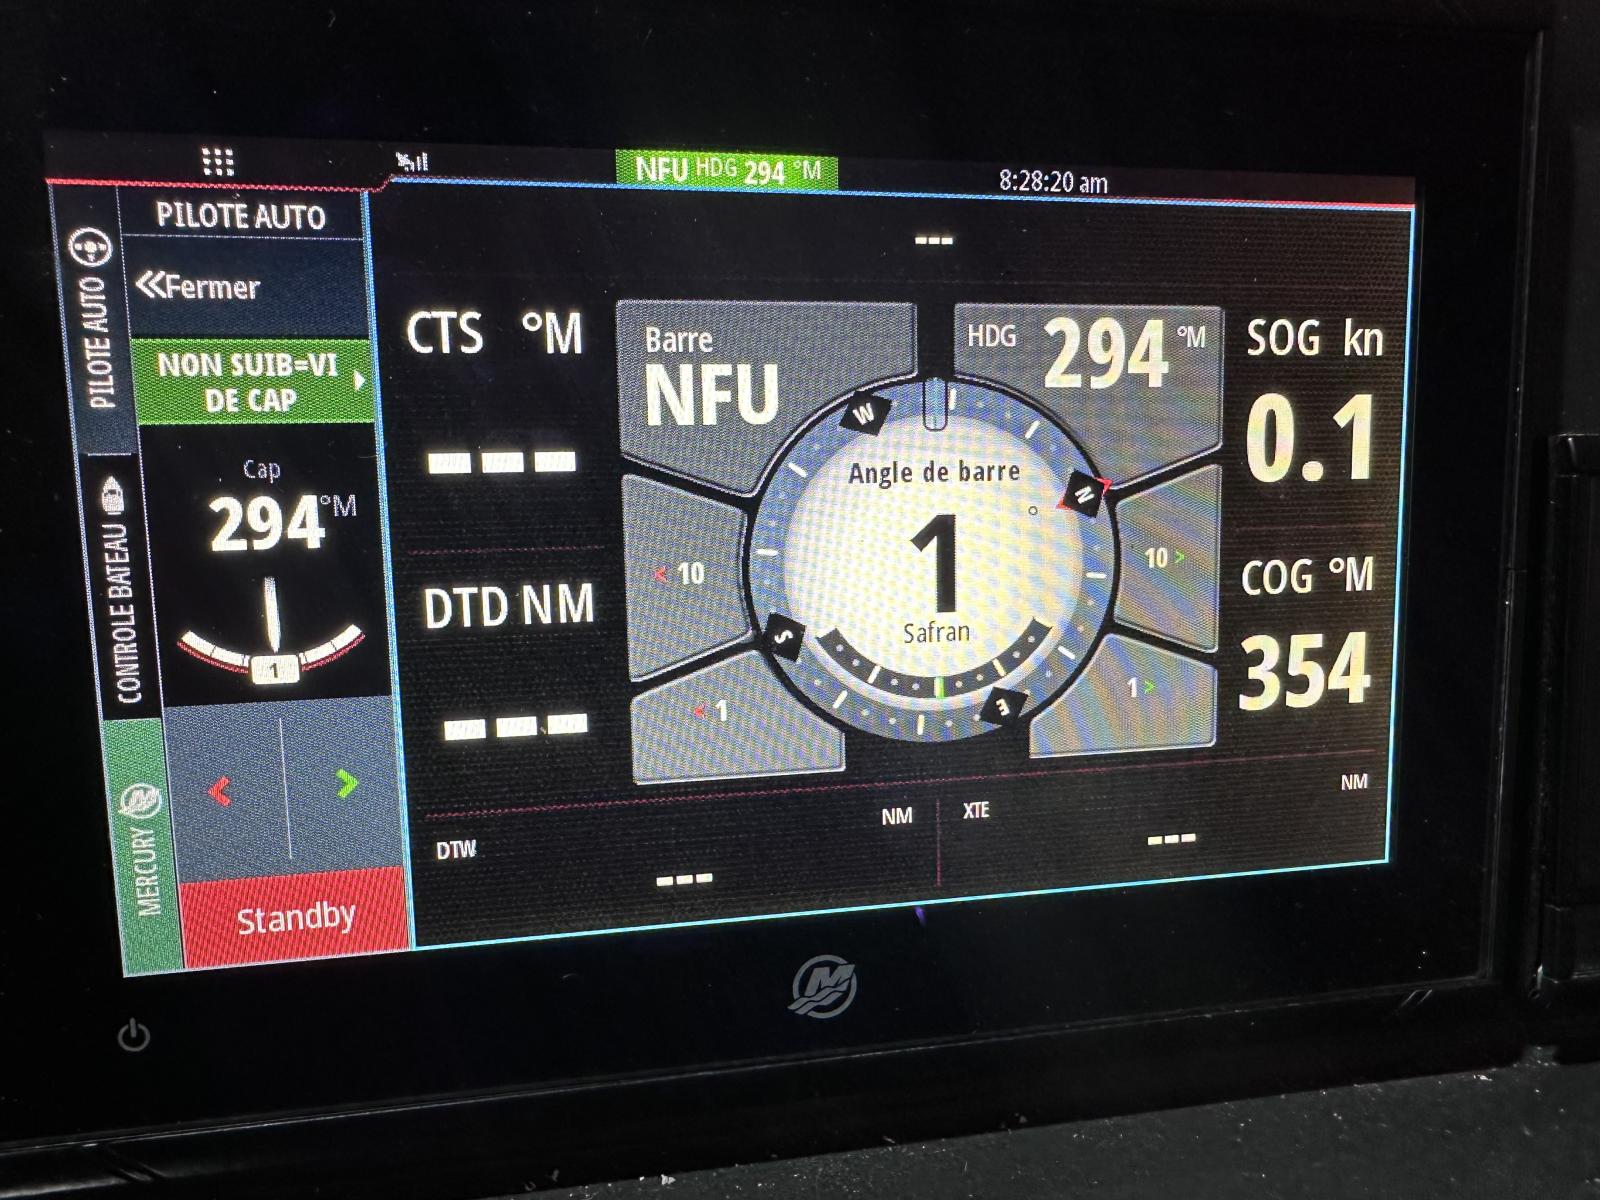 NFU HDG 294 °M
8:28:20 am
PILOTE AUTO
PILOTE AUTO
<<Fermer
NON SUIB=VI
DE CAP
Cap
294 °M
1
CONTROLE BATEAU
MERCURY
< >
Standby
---
CTS °M
---
DTD NM
--.-
Barre
NFU
HDG 294 °M
W
N
S
E
Angle de barre
1 °
Safran
< 10
10 >
< 1
1 >
SOG kn
0.1
COG °M
354
DTW
NM
---
XTE
NM
---